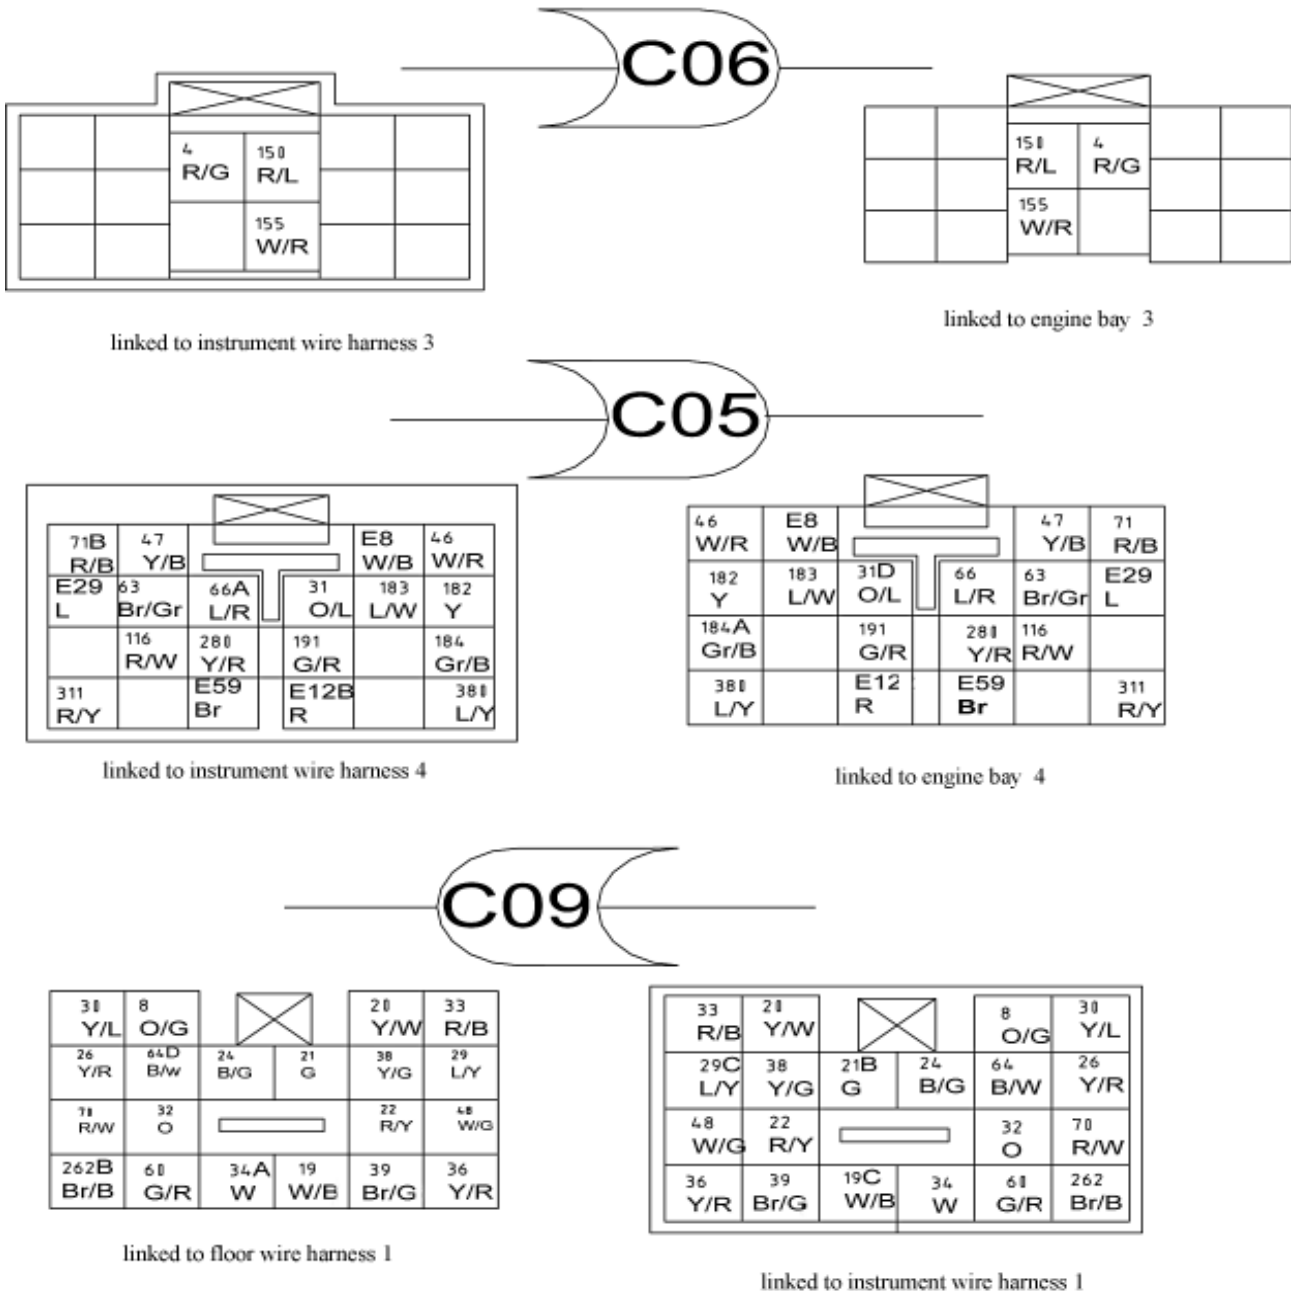 C06
4 150
R/G R/L
155
W/R
linked to instrument wire harness 3
150 4
R/L R/G
155
W/R
linked to engine bay 3
C05
71B 47 E8 46
R/B Y/B W/B W/R
E29 63 66A 31 183 182
L Br/Gr L/R O/L L/W Y
116 280 191 184
R/W Y/R G/R Gr/B
311 E59 E12B 380
R/Y Br R L/Y
linked to instrument wire harness 4
46 E8 47 71
W/R W/B Y/B R/B
182 183 31D 66 63 E29
Y L/W O/L L/R Br/Gr L
184A 191 280 116
Gr/B G/R Y/R R/W
380 E12 E59 311
L/Y R Br R/Y
linked to engine bay 4
C09
30 8 20 33
Y/L O/G Y/W R/B
26 64D 24 21 38 29
Y/R B/w B/G G Y/G L/Y
70 32 22 48
R/W O R/Y W/G
262B 60 34A 19 39 36
Br/B G/R W W/B Br/G Y/R
linked to floor wire harness 1
33 20 8 30
R/B Y/W O/G Y/L
29C 38 21B 24 64 26
L/Y Y/G G B/G B/W Y/R
48 22 32 70
W/G R/Y O R/W
36 39 19C 34 60 262
Y/R Br/G W/B W G/R Br/B
linked to instrument wire harness 1